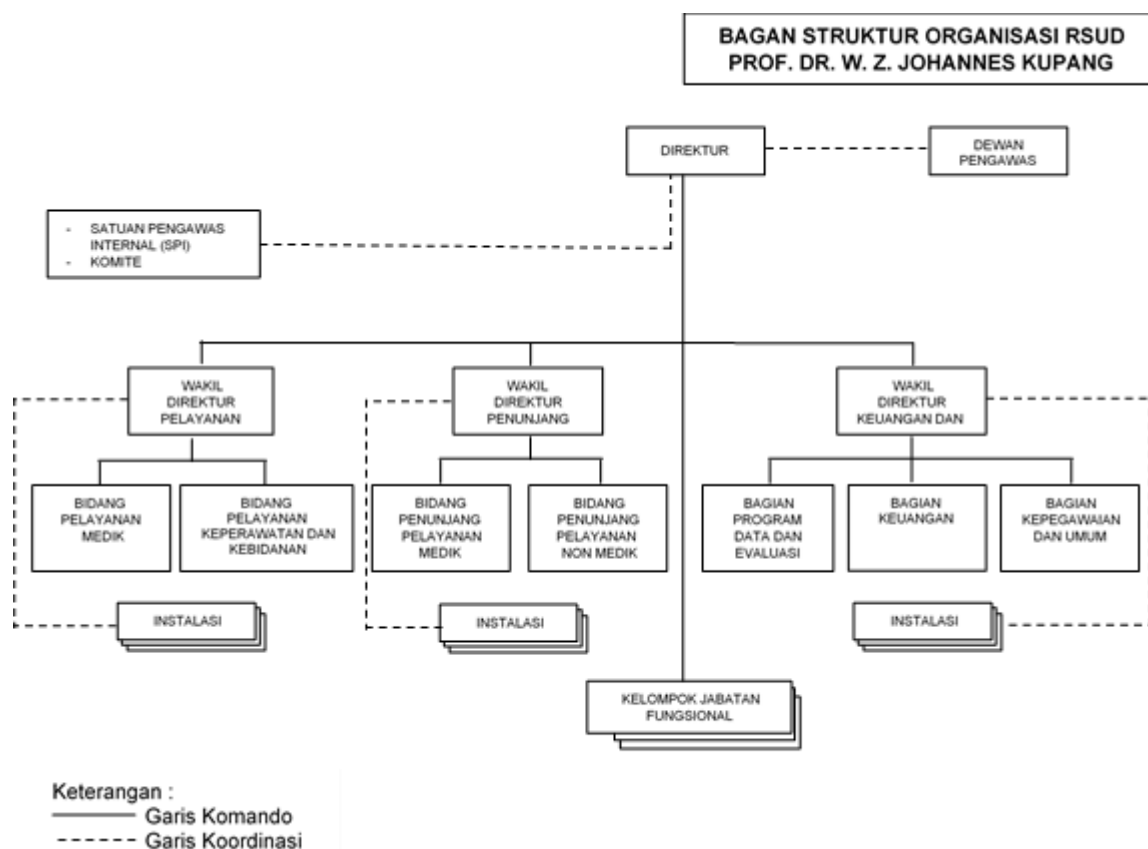 BAGAN STRUKTUR ORGANISASI RSUD
PROF. DR. W. Z. JOHANNES KUPANG
DIREKTUR
DEWAN
PENGAWAS
- SATUAN PENGAWAS
INTERNAL (SPI)
- KOMITE
WAKIL
DIREKTUR
PELAYANAN
WAKIL
DIREKTUR
PENUNJANG
WAKIL
DIREKTUR
KEUANGAN DAN
BIDANG
PELAYANAN
MEDIK
BIDANG
PELAYANAN
KEPERAWATAN DAN
KEBIDANAN
BIDANG
PENUNJANG
PELAYANAN
MEDIK
BIDANG
PENUNJANG
PELAYANAN
NON MEDIK
BAGIAN
PROGRAM
DATA DAN
EVALUASI
BAGIAN
KEUANGAN
BAGIAN
KEPEGAWAIAN
DAN UMUM
INSTALASI
INSTALASI
INSTALASI
KELOMPOK JABATAN
FUNGSIONAL
Keterangan :
Garis Komando
Garis Koordinasi